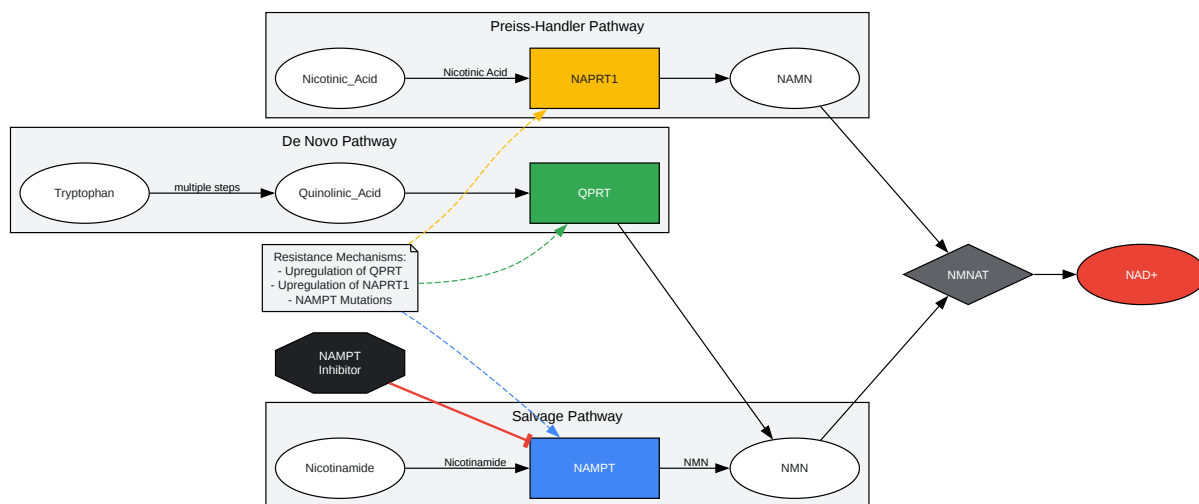 Preiss-Handler Pathway
Nicotinic_Acid
Nicotinic Acid
NAPRT1
NAMN
De Novo Pathway
Tryptophan
multiple steps
Quinolinic_Acid
QPRT
Resistance Mechanisms:
- Upregulation of QPRT
- Upregulation of NAPRT1
- NAMPT Mutations
NMNAT
NAD+
NAMPT
Inhibitor
Salvage Pathway
Nicotinamide
Nicotinamide
NAMPT
NMN
NMN